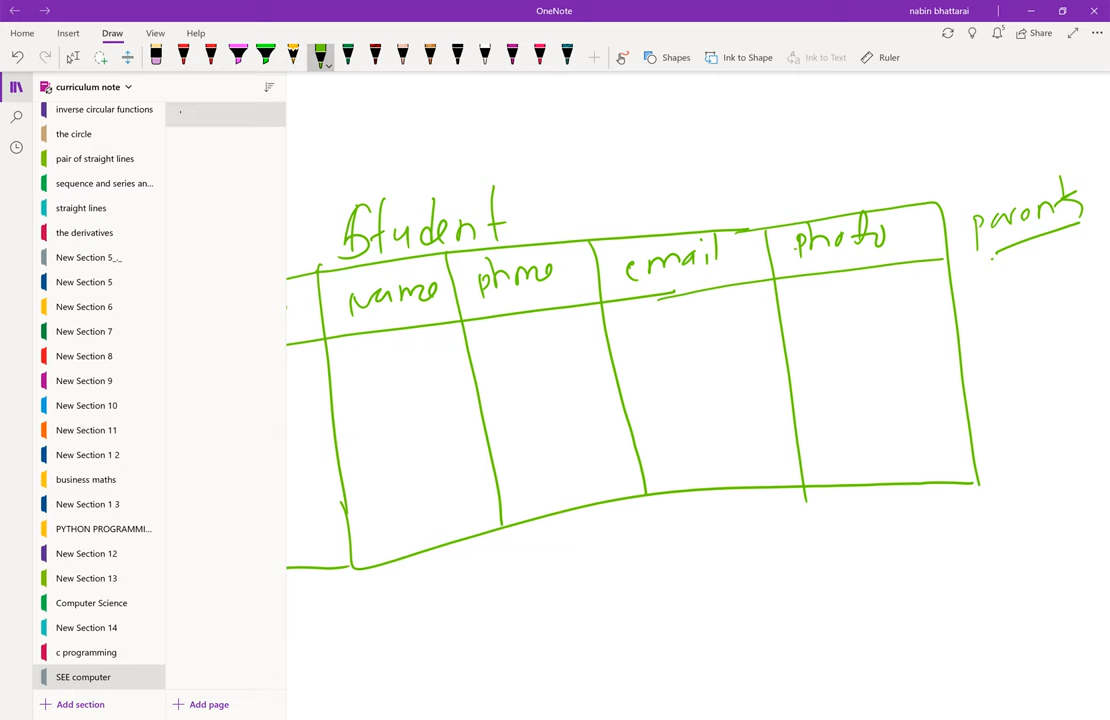 OneNote
nabin bhattarai
Home Insert Draw View Help
Share
Shapes Ink to Shape Ink to Text Ruler
curriculum note
inverse circular functions
the circle
pair of straight lines
sequence and series an...
straight lines
the derivatives
New Section 5_._
New Section 5
New Section 6
New Section 7
New Section 8
New Section 9
New Section 10
New Section 11
New Section 1 2
business maths
New Section 1 3
PYTHON PROGRAMMI...
New Section 12
New Section 13
Computer Science
New Section 14
c programming
SEE computer
Add section
Add page
Student
name phone email photo
parents